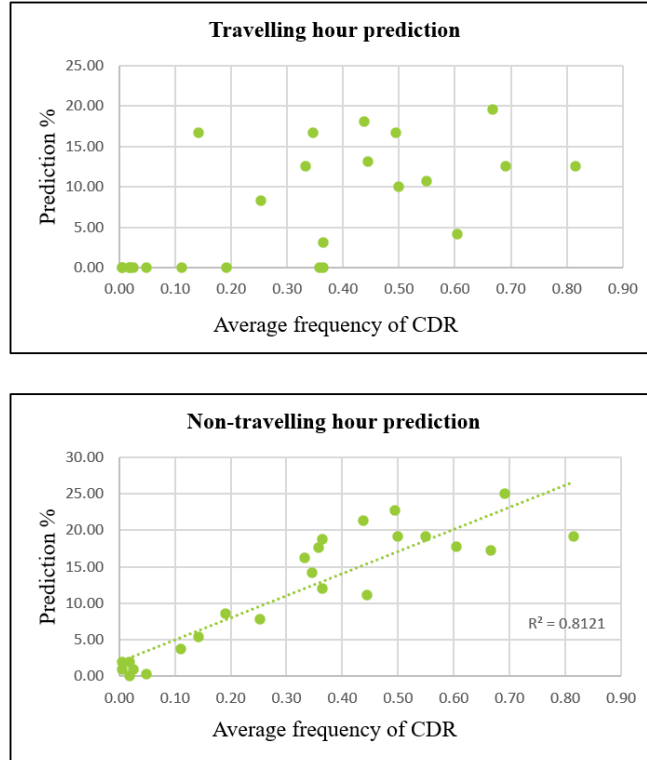 Travelling hour prediction
25.00
20.00
15.00
10.00
5.00
0.00
Prediction %
0.00 0.10 0.20 0.30 0.40 0.50 0.60 0.70 0.80 0.90
Average frequency of CDR
Non-travelling hour prediction
30.00
25.00
20.00
15.00
10.00
5.00
0.00
Prediction %
R² = 0.8121
0.00 0.10 0.20 0.30 0.40 0.50 0.60 0.70 0.80 0.90
Average frequency of CDR